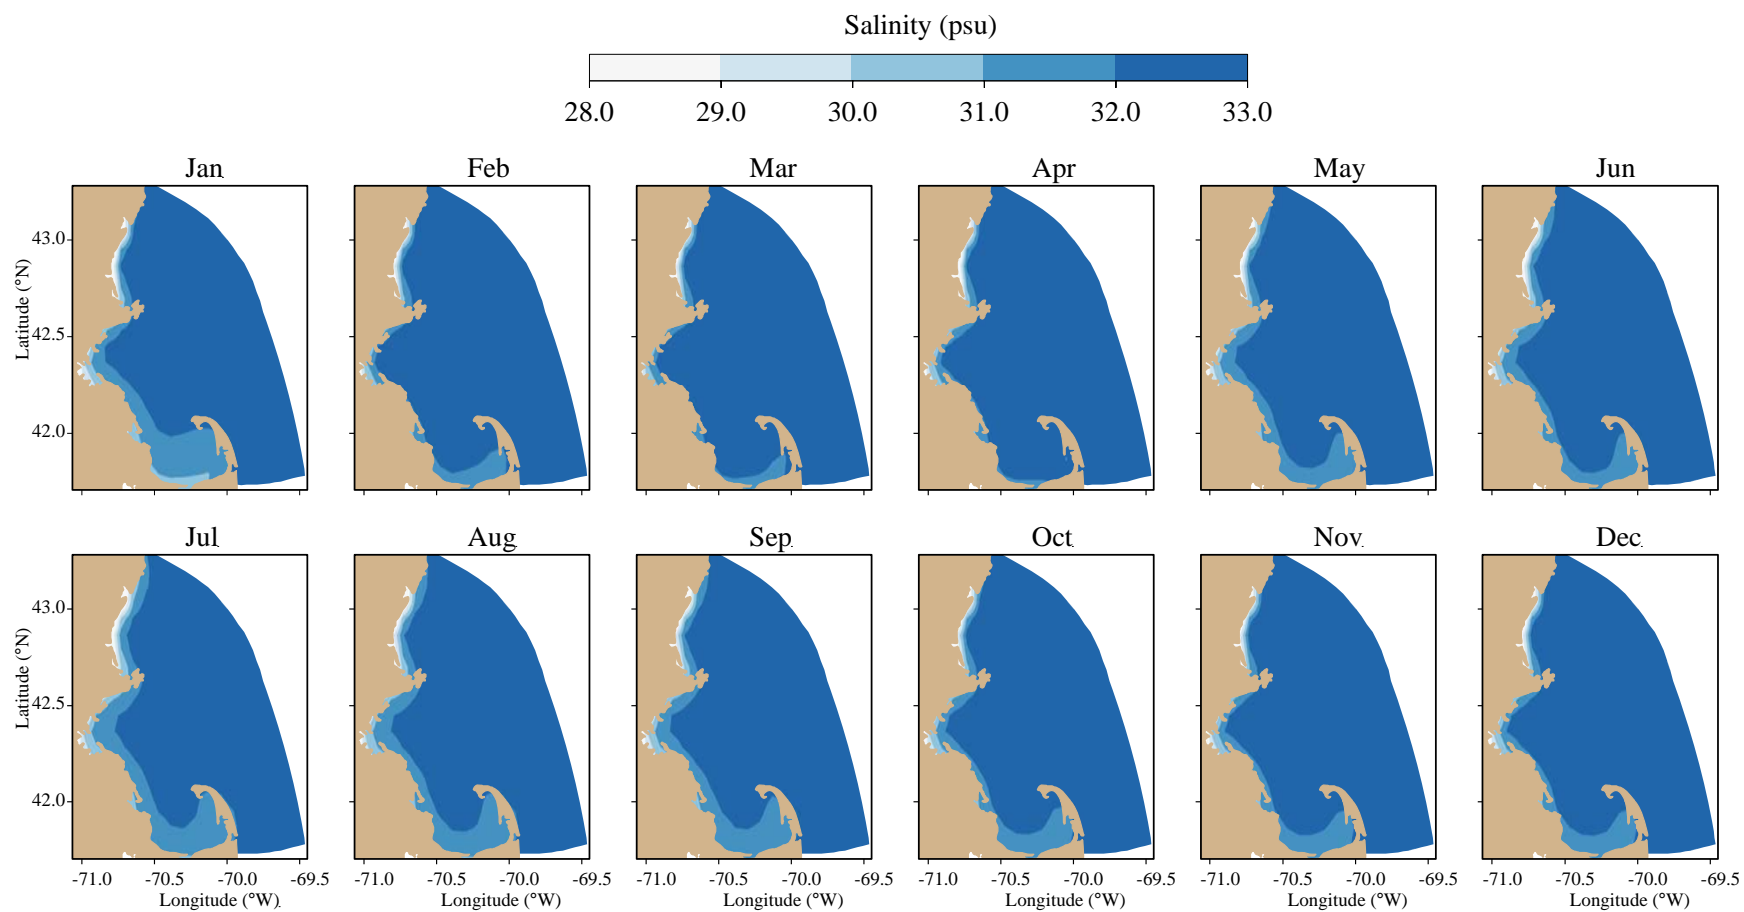 Salinity (psu)
28.0 29.0 30.0 31.0 32.0 33.0
Jan Feb Mar Apr May Jun
43.0
42.5
42.0
Latitude (°N)
Jul Aug Sep Oct Nov Dec
43.0
42.5
42.0
Latitude (°N)
-71.0 -70.5 -70.0 -69.5 -71.0 -70.5 -70.0 -69.5 -71.0 -70.5 -70.0 -69.5 -71.0 -70.5 -70.0 -69.5 -71.0 -70.5 -70.0 -69.5 -71.0 -70.5 -70.0 -69.5
Longitude (°W) Longitude (°W) Longitude (°W) Longitude (°W) Longitude (°W) Longitude (°W)